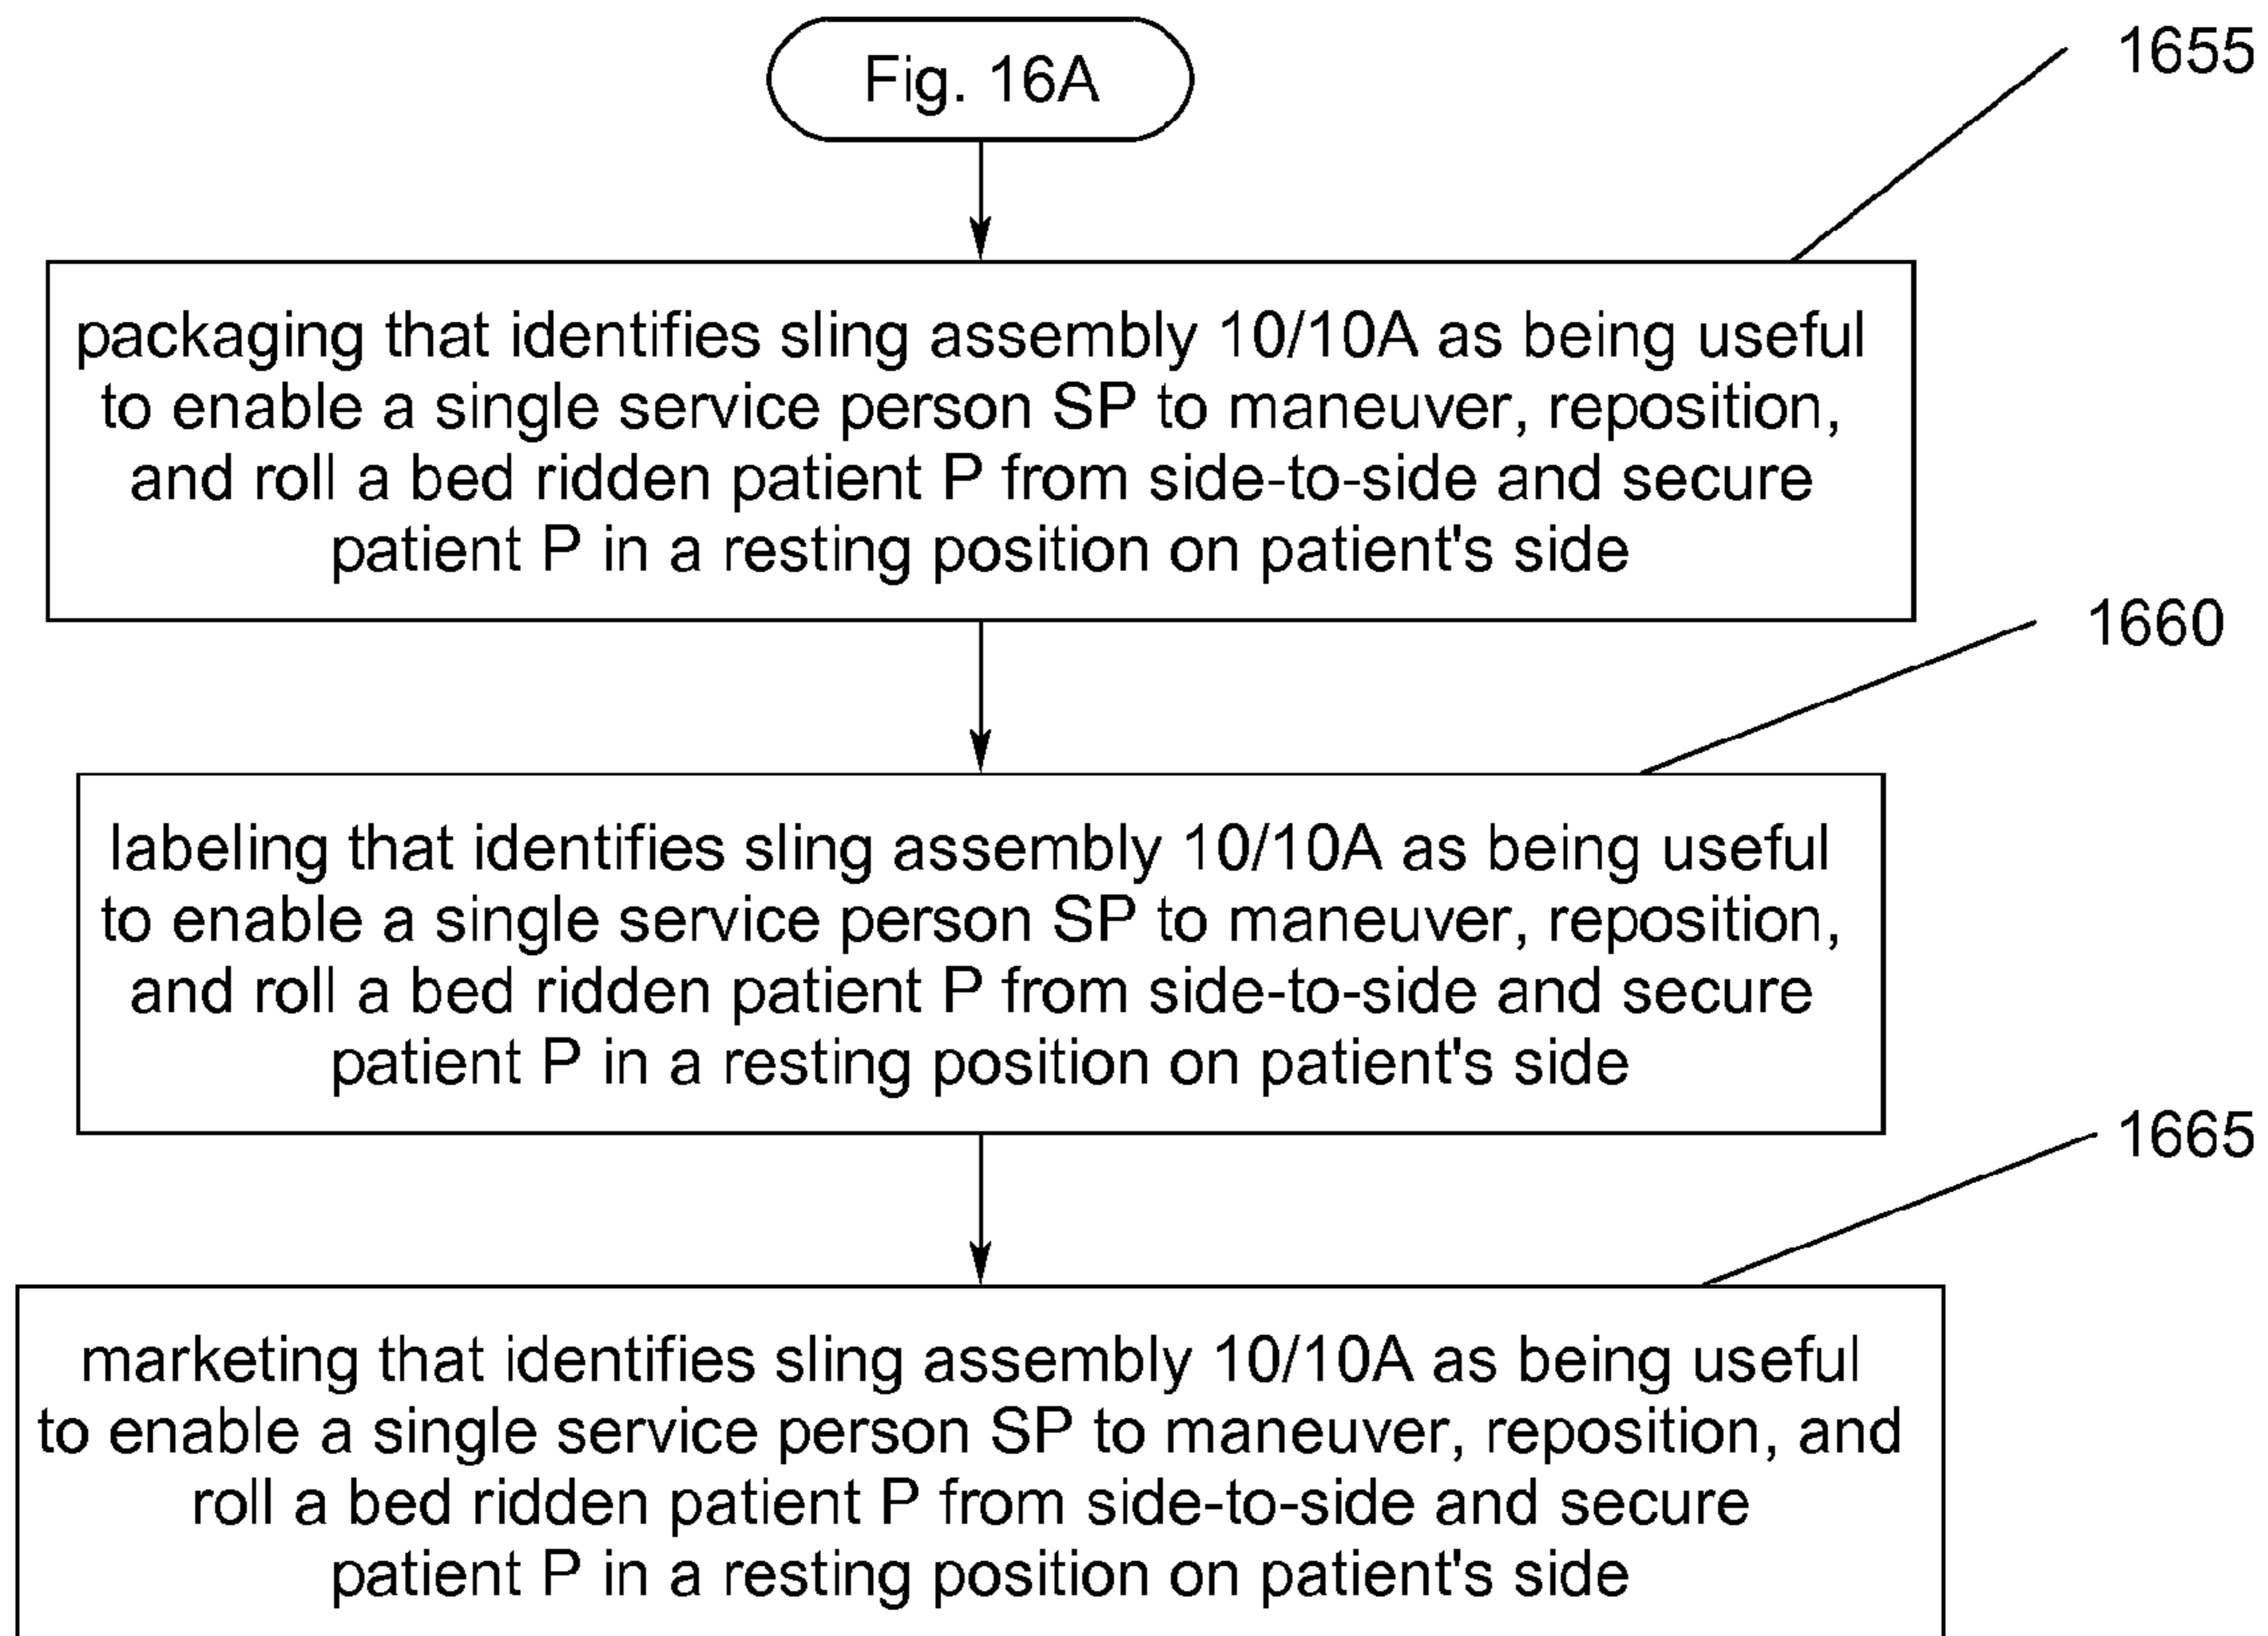 Fig. 16A
1655
packaging that identifies sling assembly 10/10A as being useful
to enable a single service person SP to maneuver, reposition,
and roll a bed ridden patient P from side-to-side and secure
patient P in a resting position on patient's side
1660
labeling that identifies sling assembly 10/10A as being useful
to enable a single service person SP to maneuver, reposition,
and roll a bed ridden patient P from side-to-side and secure
patient P in a resting position on patient's side
1665
marketing that identifies sling assembly 10/10A as being useful
to enable a single service person SP to maneuver, reposition, and
roll a bed ridden patient P from side-to-side and secure
patient P in a resting position on patient's side